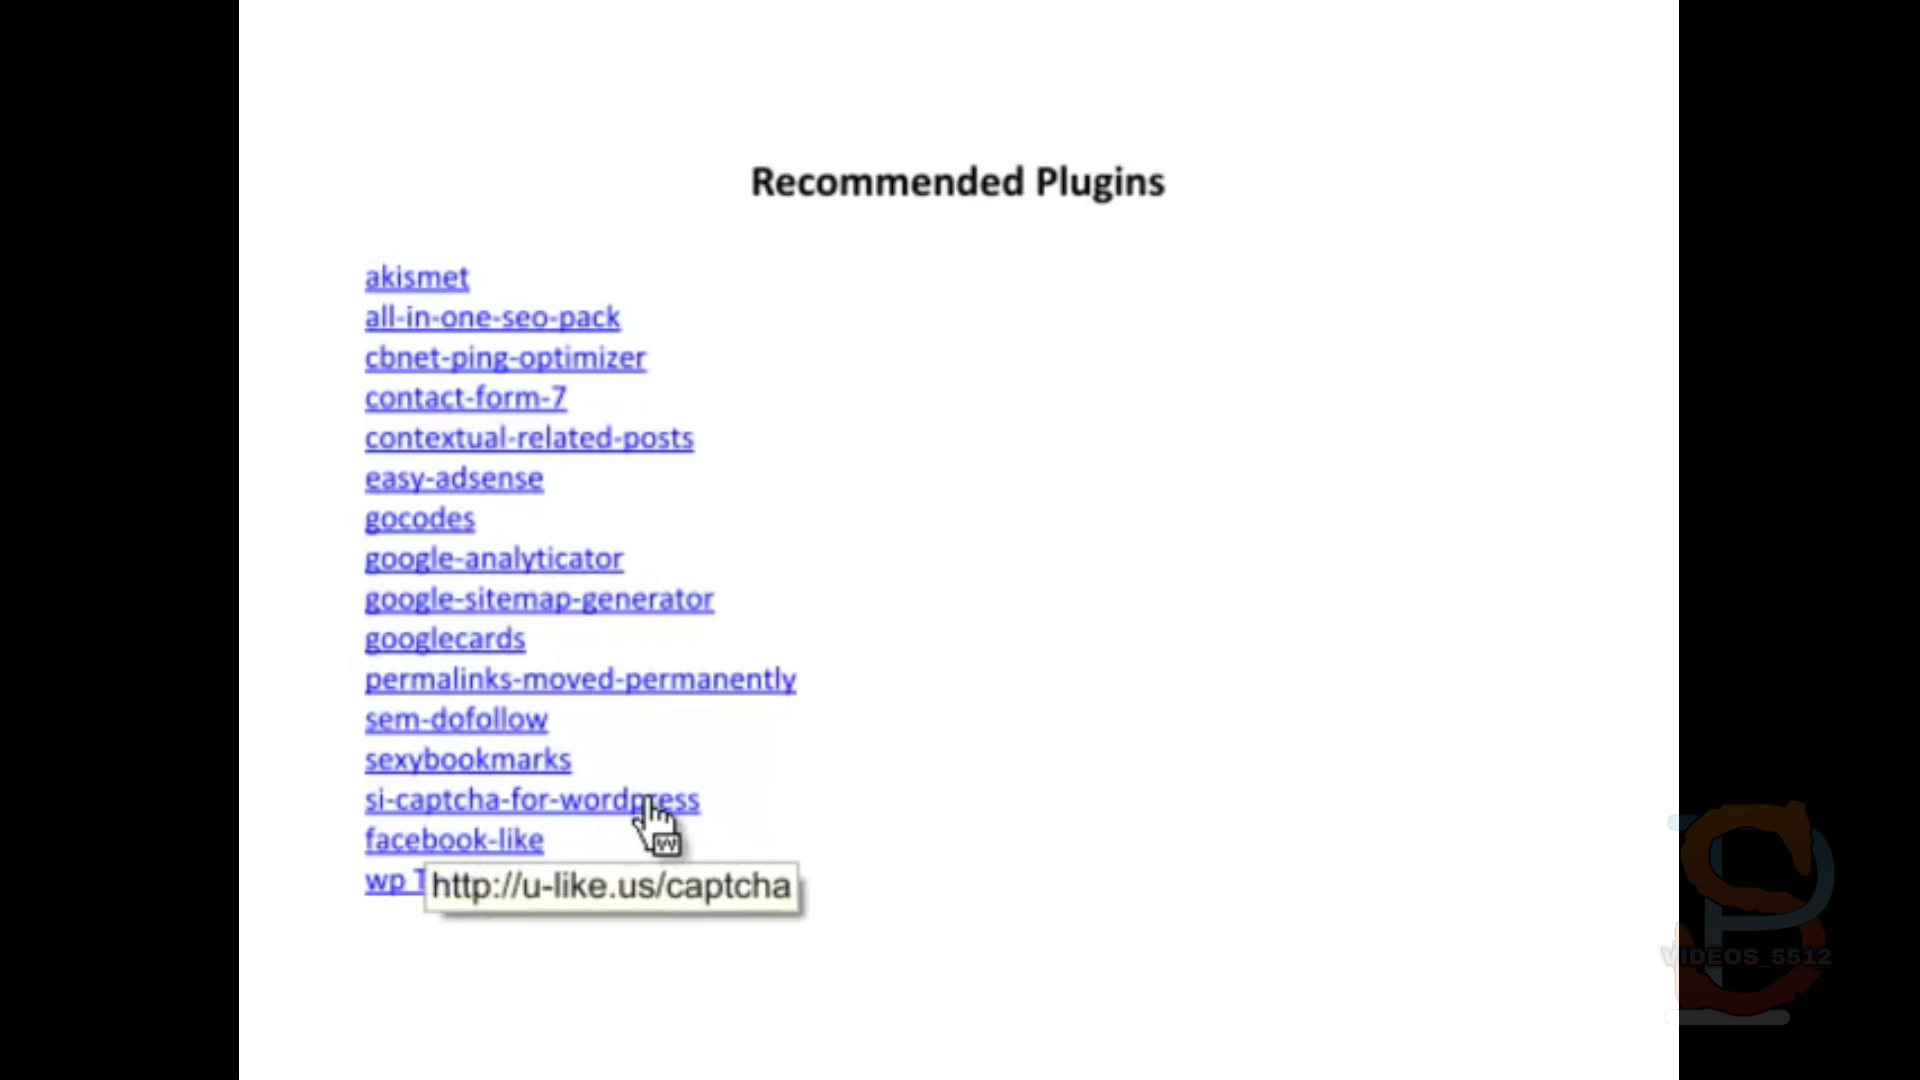 Recommended Plugins
akismet
all-in-one-seo-pack
cbnet-ping-optimizer
contact-form-7
contextual-related-posts
easy-adsense
gocodes
google-analyticator
google-sitemap-generator
googlecards
permalinks-moved-permanently
sem-dofollow
sexybookmarks
si-captcha-for-wordpress
facebook-like
wp
http://u-like.us/captcha
VIDEOS_5512